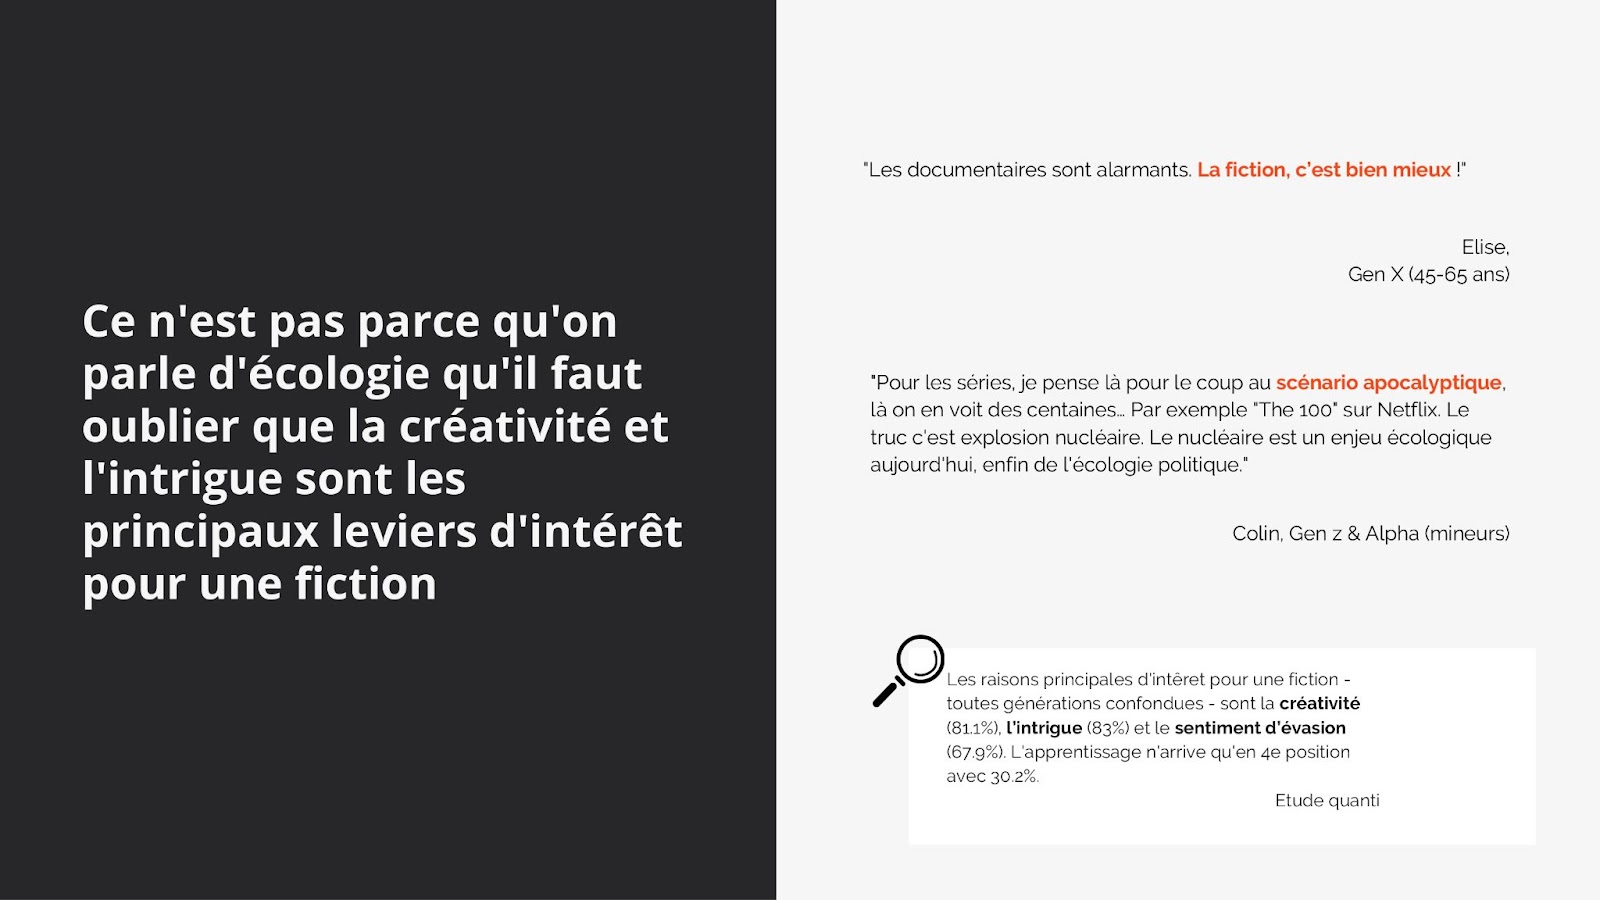 Ce n'est pas parce qu'on
parle d'écologie qu'il faut
oublier que la créativité et
l'intrigue sont les
principaux leviers d'intérêt
pour une fiction
"Les documentaires sont alarmants. La fiction, c’est bien mieux !"
Elise,
Gen X (45-65 ans)
"Pour les séries, je pense là pour le coup au scénario apocalyptique,
là on en voit des centaines… Par exemple "The 100" sur Netflix. Le
truc c'est explosion nucléaire. Le nucléaire est un enjeu écologique
aujourd'hui, enfin de l'écologie politique."
Colin, Gen z & Alpha (mineurs)
Les raisons principales d'intêret pour une fiction -
toutes générations confondues - sont la créativité
(81.1%), l’intrigue (83%) et le sentiment d’évasion
(67.9%). L'apprentissage n'arrive qu'en 4e position
avec 30.2%.
Etude quanti